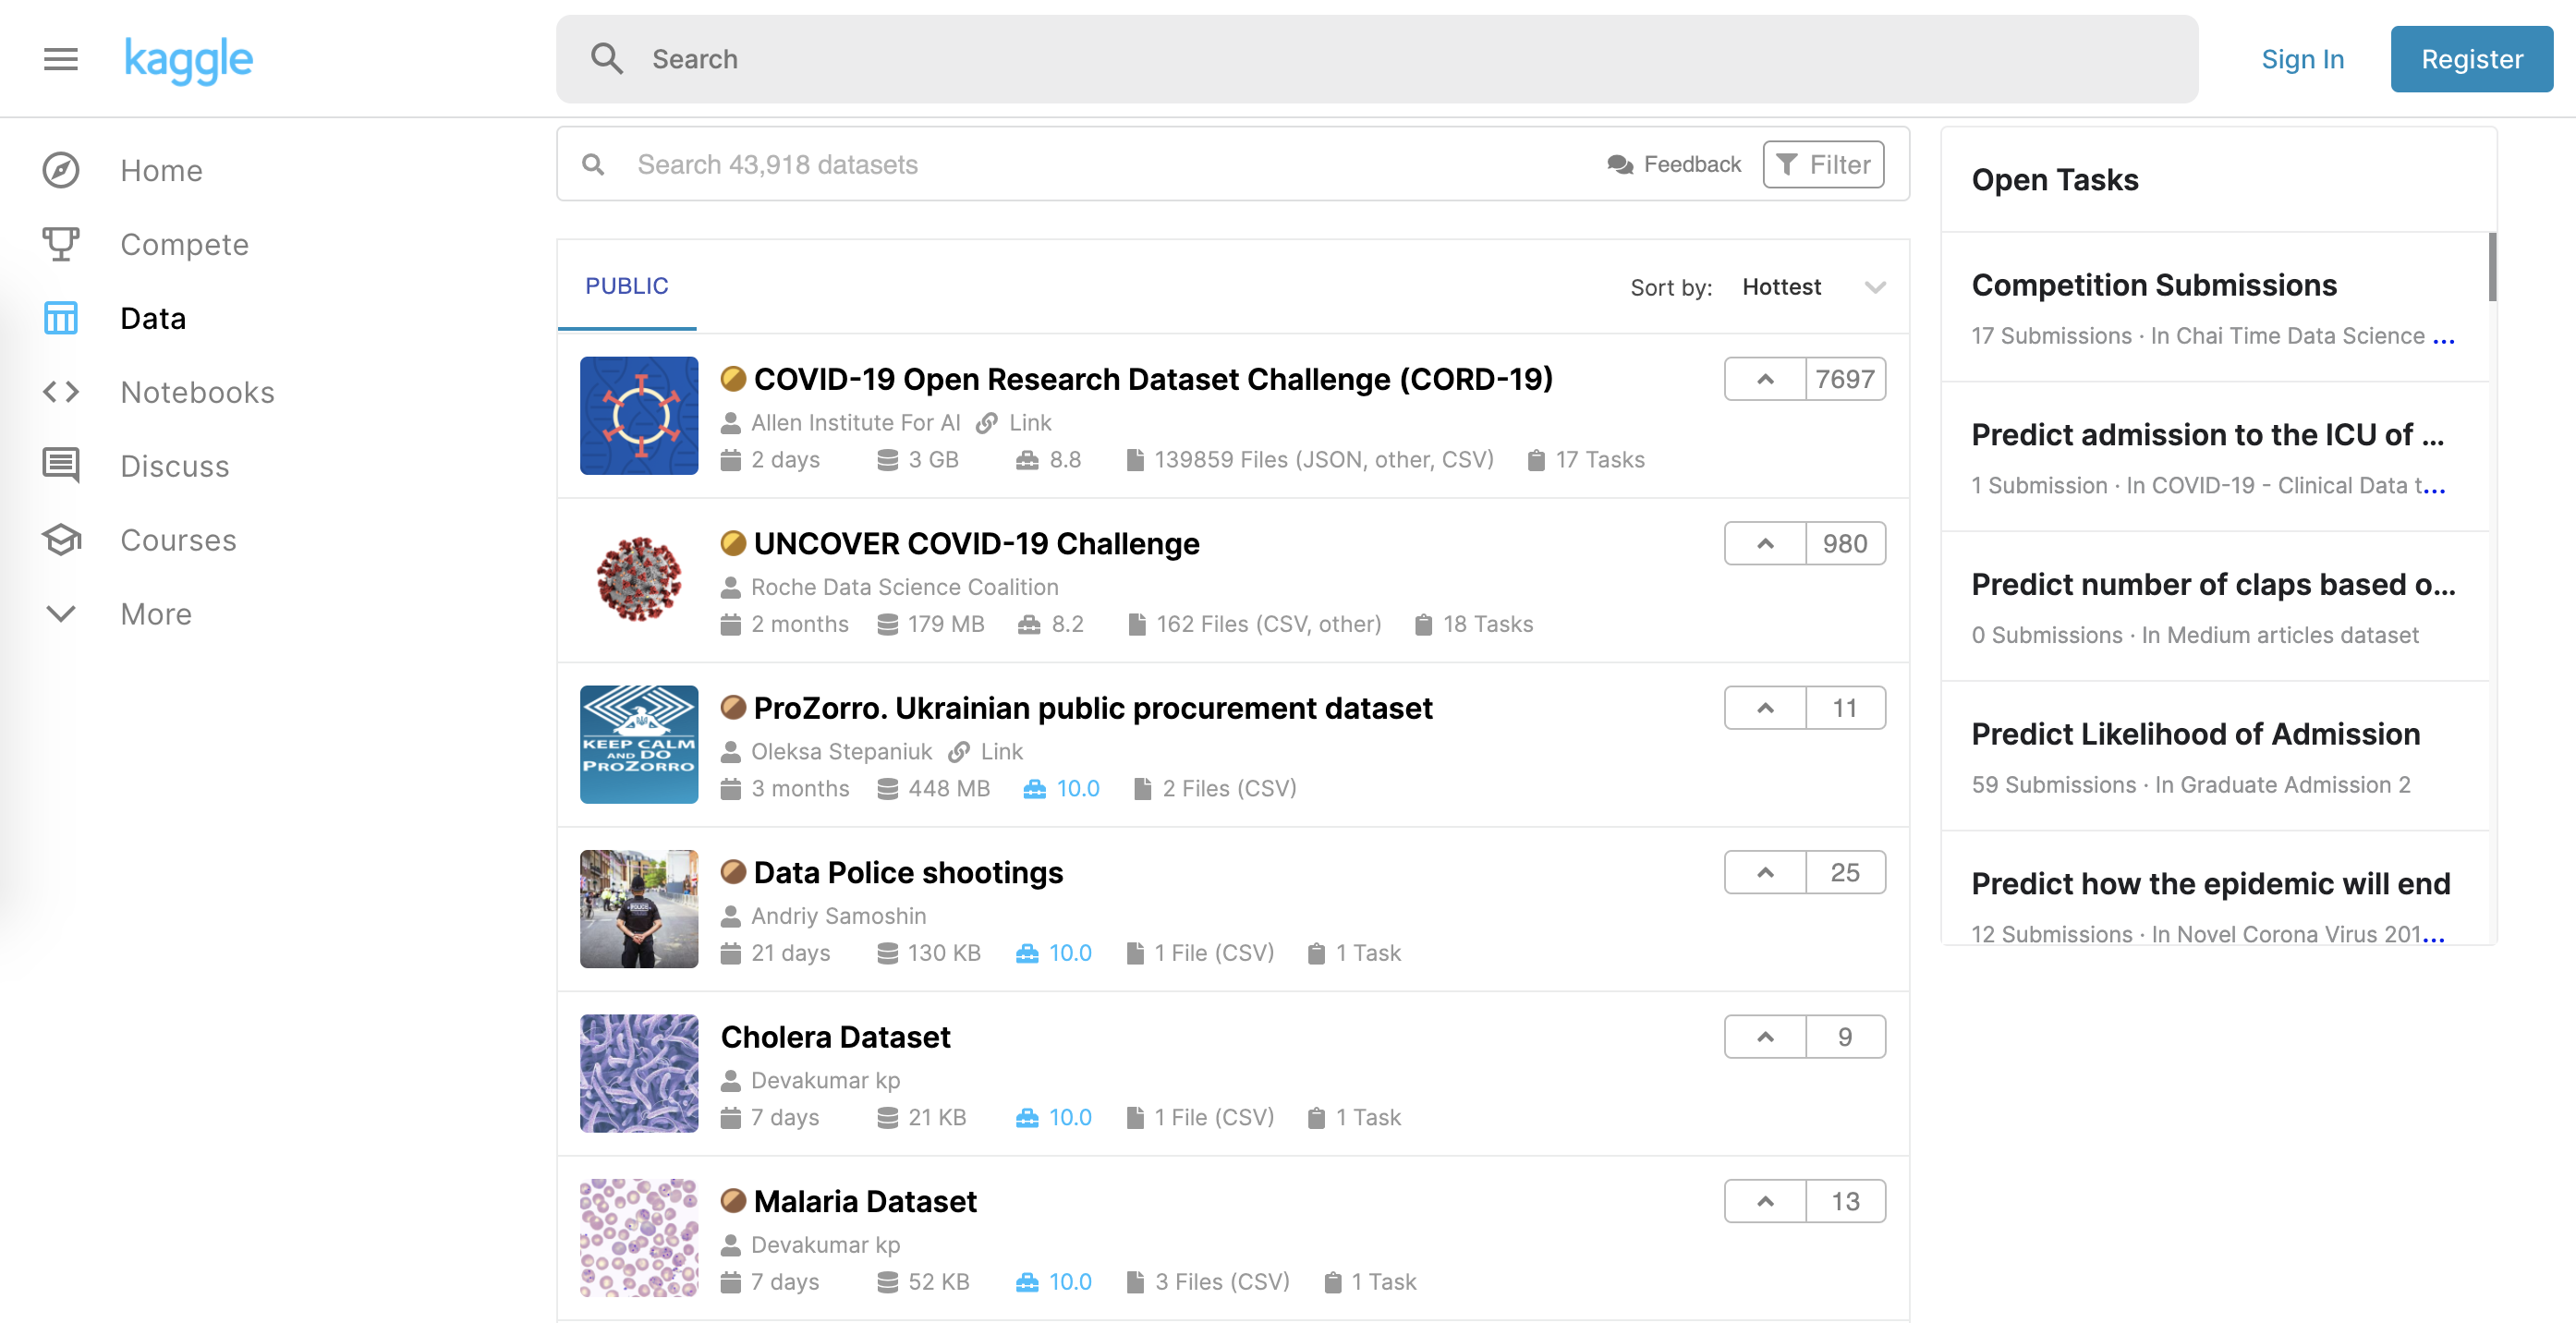 kaggle
Search
Sign In
Register
Home
Compete
Data
Notebooks
Discuss
Courses
More
Search 43,918 datasets
Feedback
Filter
PUBLIC
Sort by: Hottest
COVID-19 Open Research Dataset Challenge (CORD-19)
7697
Allen Institute For AI Link
2 days 3 GB 8.8 139859 Files (JSON, other, CSV) 17 Tasks
UNCOVER COVID-19 Challenge
980
Roche Data Science Coalition
2 months 179 MB 8.2 162 Files (CSV, other) 18 Tasks
KEEP CALM
AND DO
PROZORRO
ProZorro. Ukrainian public procurement dataset
11
Oleksa Stepaniuk Link
3 months 448 MB 10.0 2 Files (CSV)
POLICE
Data Police shootings
25
Andriy Samoshin
21 days 130 KB 10.0 1 File (CSV) 1 Task
Cholera Dataset
9
Devakumar kp
7 days 21 KB 10.0 1 File (CSV) 1 Task
Malaria Dataset
13
Devakumar kp
7 days 52 KB 10.0 3 Files (CSV) 1 Task
Open Tasks
Competition Submissions
17 Submissions · In Chai Time Data Science ...
Predict admission to the ICU of ...
1 Submission · In COVID-19 - Clinical Data t...
Predict number of claps based o...
0 Submissions · In Medium articles dataset
Predict Likelihood of Admission
59 Submissions · In Graduate Admission 2
Predict how the epidemic will end
12 Submissions · In Novel Corona Virus 201...